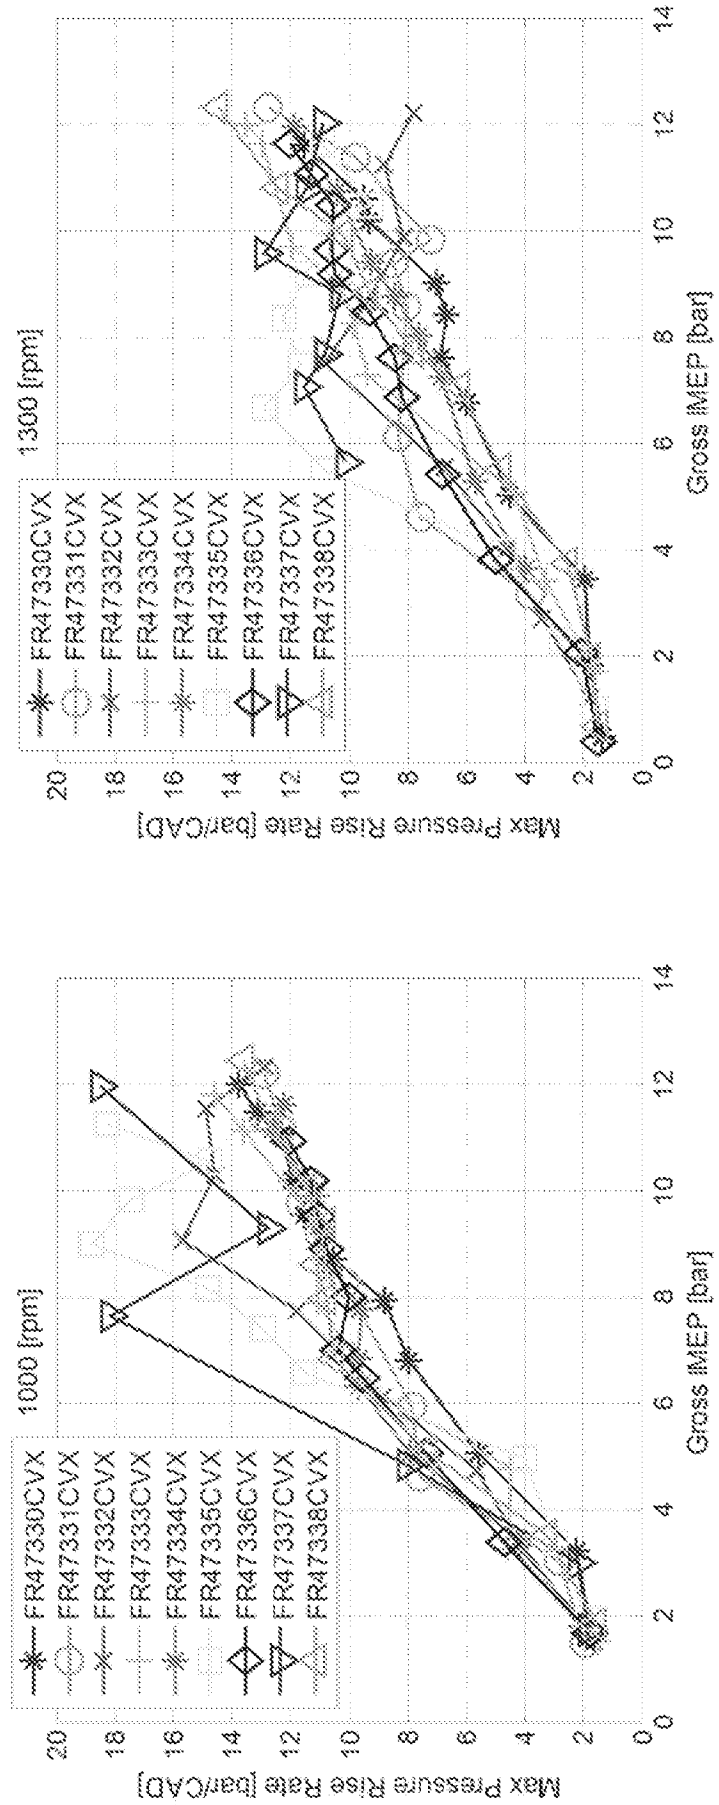 1000 [rpm]
FR47330CVX
FR47331CVX
FR47332CVX
FR47333CVX
FR47334CVX
FR47335CVX
FR47336CVX
FR47337CVX
FR47338CVX
Max Pressure Rise Rate [bar/CAD]
20
18
16
14
12
10
8
6
4
2
0
0 2 4 6 8 10 12 14
Gross IMEP [bar]
1300 [rpm]
FR47330CVX
FR47331CVX
FR47332CVX
FR47333CVX
FR47334CVX
FR47335CVX
FR47336CVX
FR47337CVX
FR47338CVX
Max Pressure Rise Rate [bar/CAD]
20
18
16
14
12
10
8
6
4
2
0
0 2 4 6 8 10 12 14
Gross IMEP [bar]